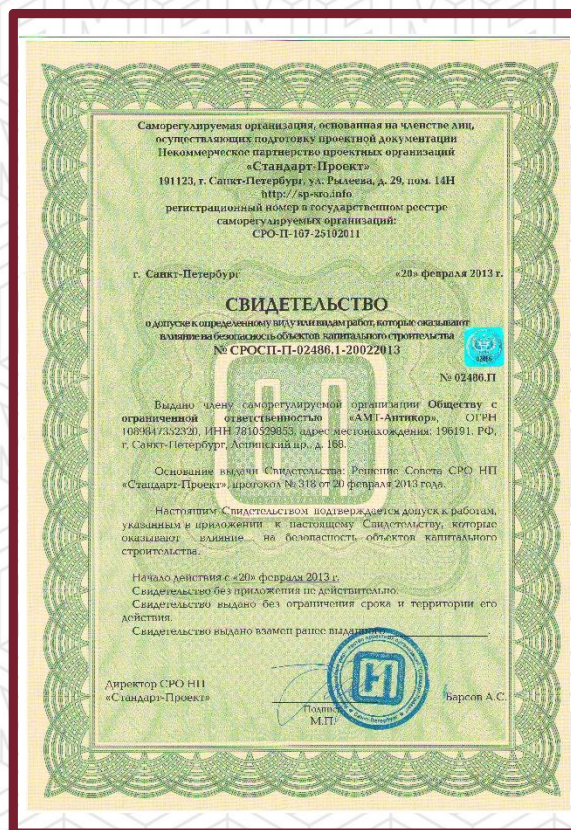 Саморегулируемая организация, основанная на членстве лиц,
осуществляющих подготовку проектной документации
Некоммерческое партнерство проектных организаций
«Стандарт-Проект»
191123, г. Санкт-Петербург, ул. Рылеева, д. 29, пом. 14Н
http://sp-sro.info
регистрационный номер в государственном реестре
саморегулируемых организаций:
СРО-П-167-25102011
г. Санкт-Петербург «20» февраля 2013 г.
СВИДЕТЕЛЬСТВО
о допуске к определенному виду или видам работ, которые оказывают
влияние на безопасность объектов капитального строительства
№ СРОСП-П-02486.1-20022013
№ 02486.П
Выдано члену саморегулируемой организации Обществу с
ограниченной ответственностью «АМТ-Антикор», ОГРН
1089847352320, ИНН 7810529853, адрес местонахождения: 196191, РФ,
г. Санкт-Петербург, Ленинский пр., д. 168.
Основание выдачи Свидетельства: Решение Совета СРО НП
«Стандарт-Проект», протокол № 318 от 20 февраля 2013 года.
Настоящим Свидетельством подтверждается допуск к работам,
указанным в приложении к настоящему Свидетельству, которые
оказывают влияние на безопасность объектов капитального
строительства.
Начало действия с «20» февраля 2013 г.
Свидетельство без приложения не действительно.
Свидетельство выдано без ограничения срока и территории его
действия.
Свидетельство выдано взамен ранее выданного
Директор СРО НП
«Стандарт-Проект» Барсов А.С.
Подпись
М.П.